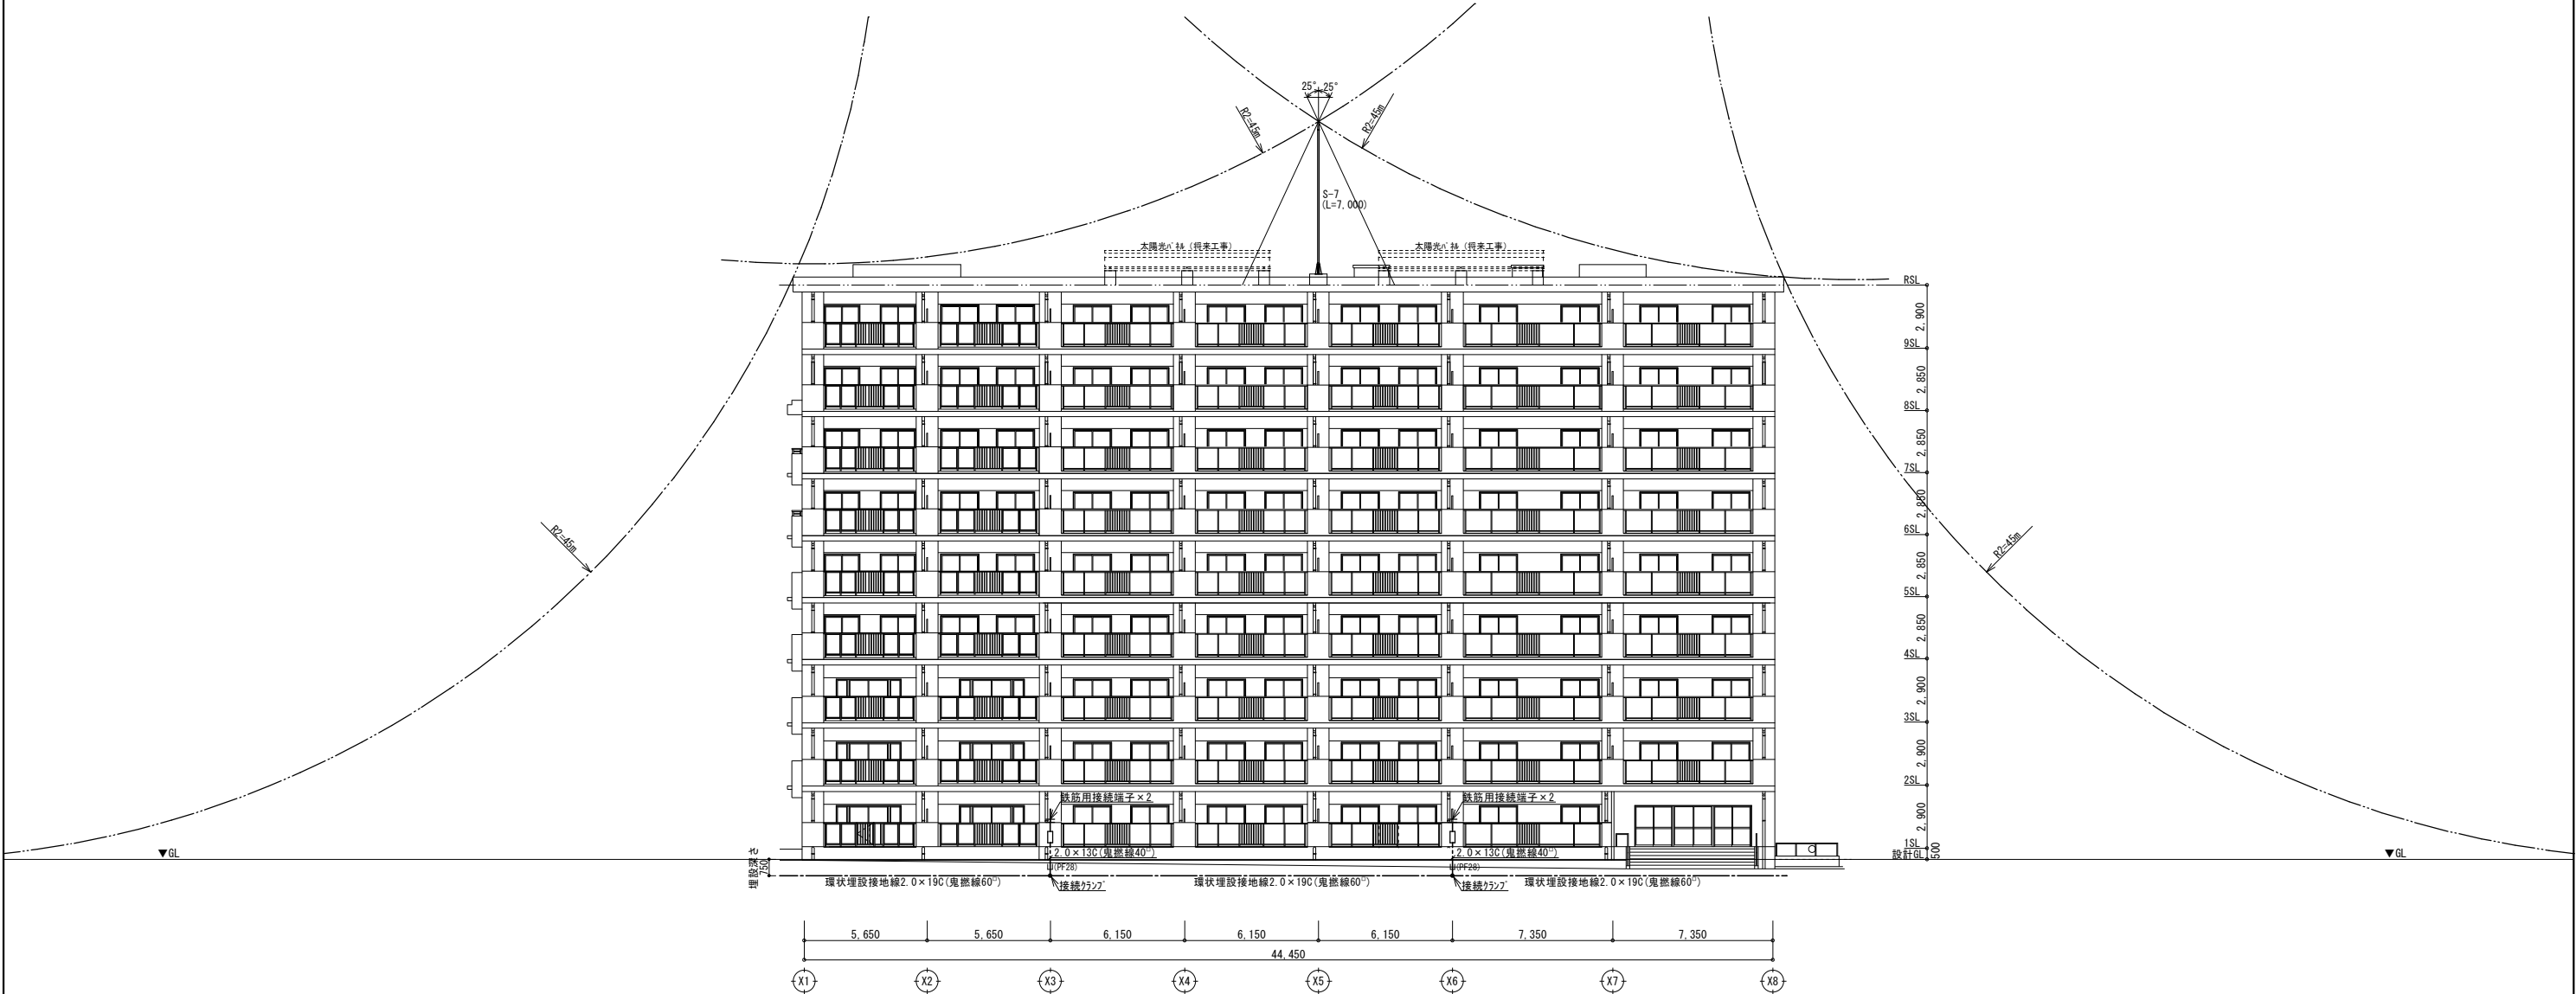 25° 25°
R2=45m
R2=45m
S-7
(L=7,000)
太陽光ﾊﾟﾈﾙ (将来工事)
太陽光ﾊﾟﾈﾙ (将来工事)
RSL
2,900
9SL
2,850
8SL
2,850
7SL
2,850
6SL
2,850
5SL
2,850
4SL
2,900
3SL
2,900
2SL
2,900
1SL
設計GL
500
R2=45m
R2=45m
鉄筋用接続端子×2
鉄筋用接続端子×2
▼GL
▼GL
2.0×13C(鬼撚線40□)
2.0×13C(鬼撚線40□)
(PF28)
(PF28)
埋設深さ
750
環状埋設接地線2.0×19C(鬼撚線60□)
環状埋設接地線2.0×19C(鬼撚線60□)
環状埋設接地線2.0×19C(鬼撚線60□)
接続ｸﾗﾝﾌﾟ
接続ｸﾗﾝﾌﾟ
5,650 5,650 6,150 6,150 6,150 7,350 7,350
44,450
X1 X2 X3 X4 X5 X6 X7 X8